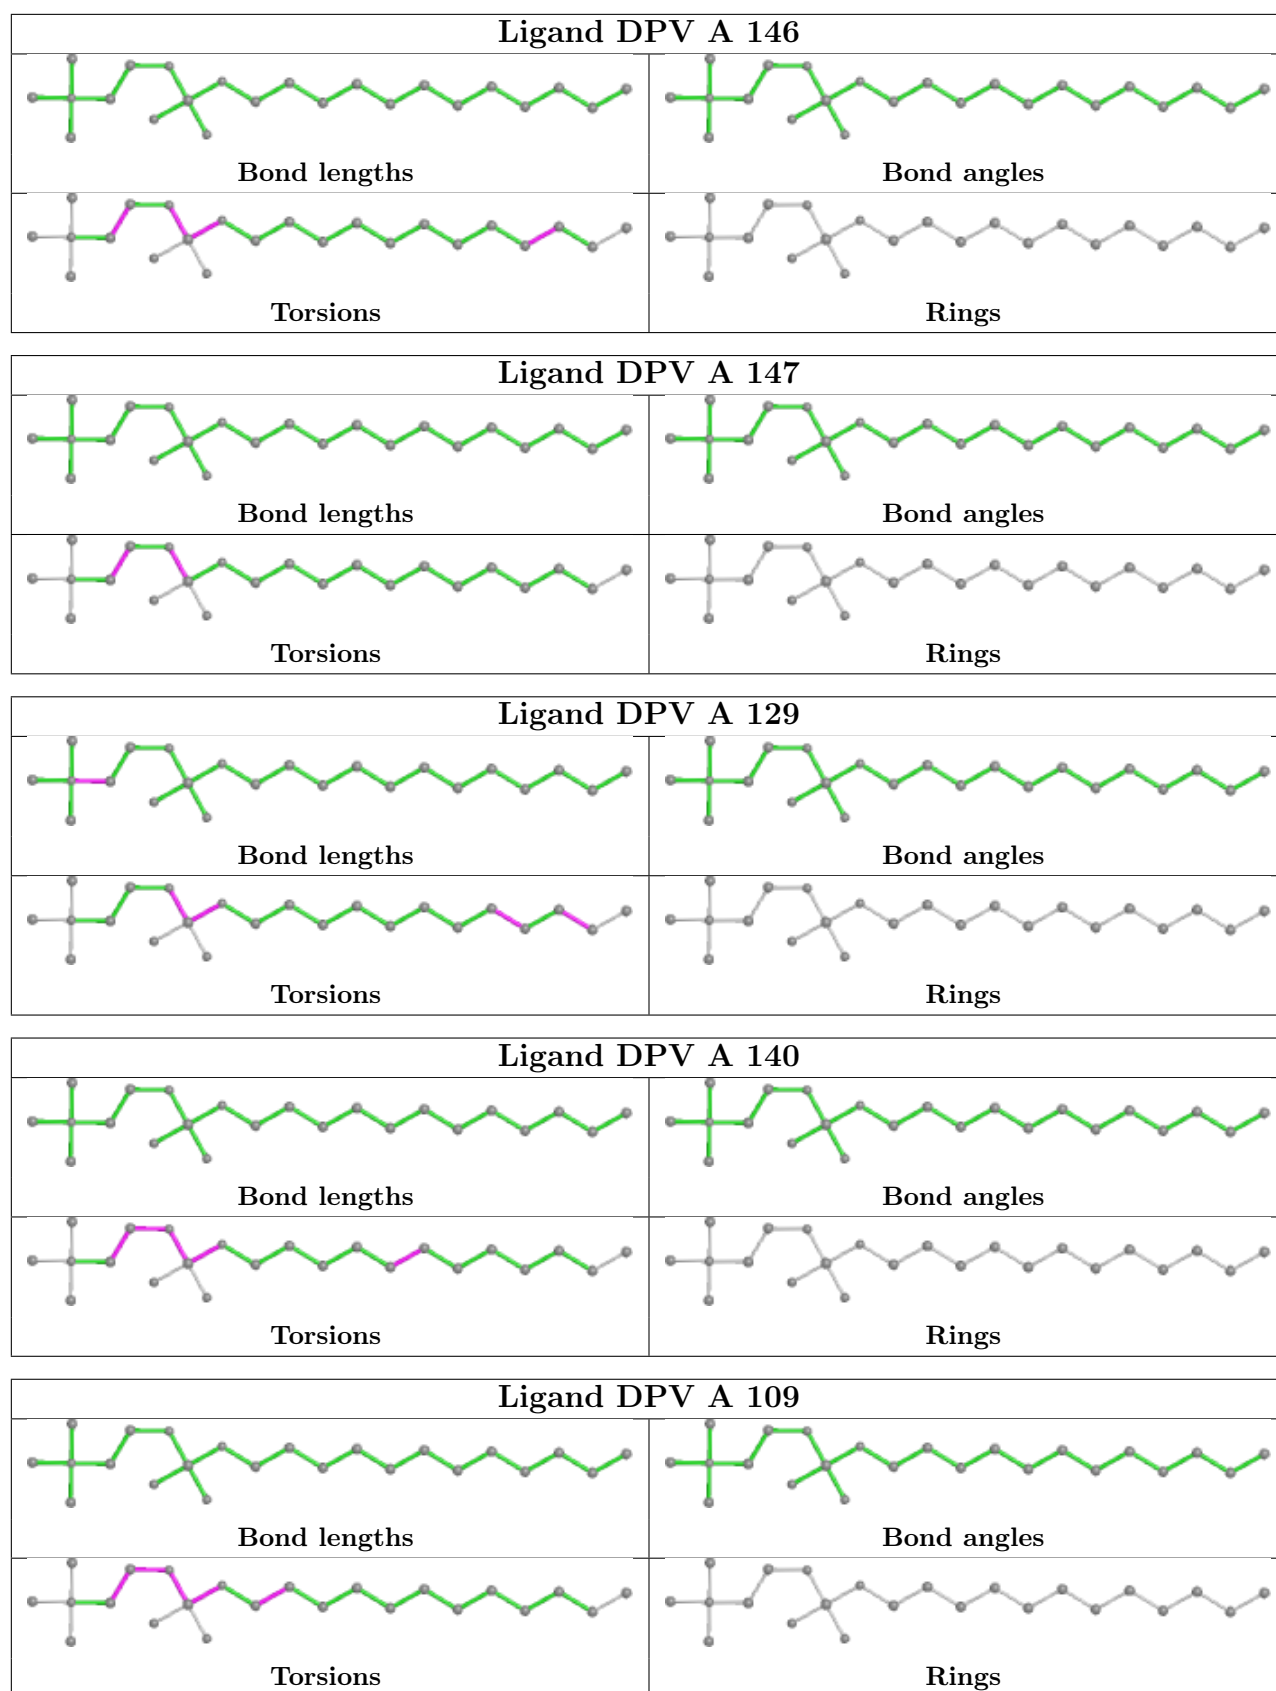 Ligand DPV A 146
Bond lengths
Bond angles
Torsions
Rings
Ligand DPV A 147
Bond lengths
Bond angles
Torsions
Rings
Ligand DPV A 129
Bond lengths
Bond angles
Torsions
Rings
Ligand DPV A 140
Bond lengths
Bond angles
Torsions
Rings
Ligand DPV A 109
Bond lengths
Bond angles
Torsions
Rings